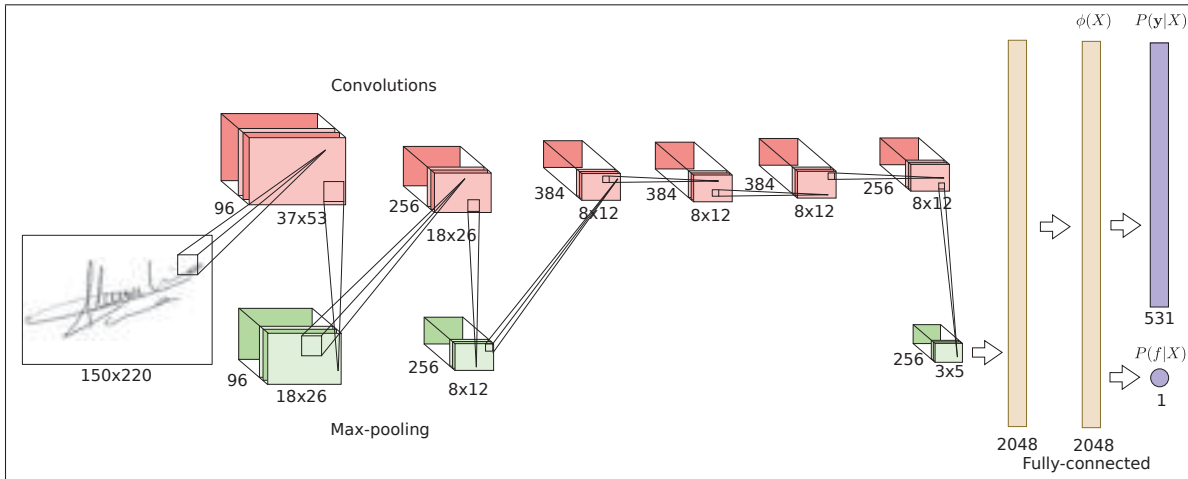 ϕ(X)
P(y|X)
Convolutions
96
37x53
256
18x26
384
8x12
384
8x12
384
8x12
256
8x12
150x220
96
18x26
256
8x12
256
3x5
531
P(f|X)
1
Max-pooling
2048
2048
Fully-connected